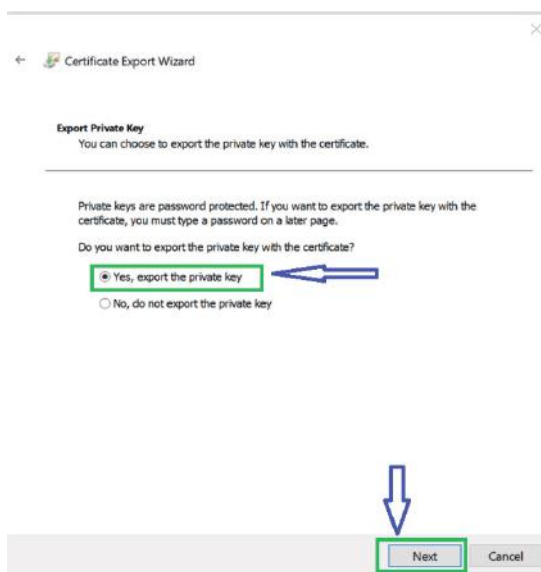 Certificate Export Wizard
Export Private Key
You can choose to export the private key with the certificate.
Private keys are password protected. If you want to export the private key with the
certificate, you must type a password on a later page.
Do you want to export the private key with the certificate?
Yes, export the private key
No, do not export the private key
Next Cancel